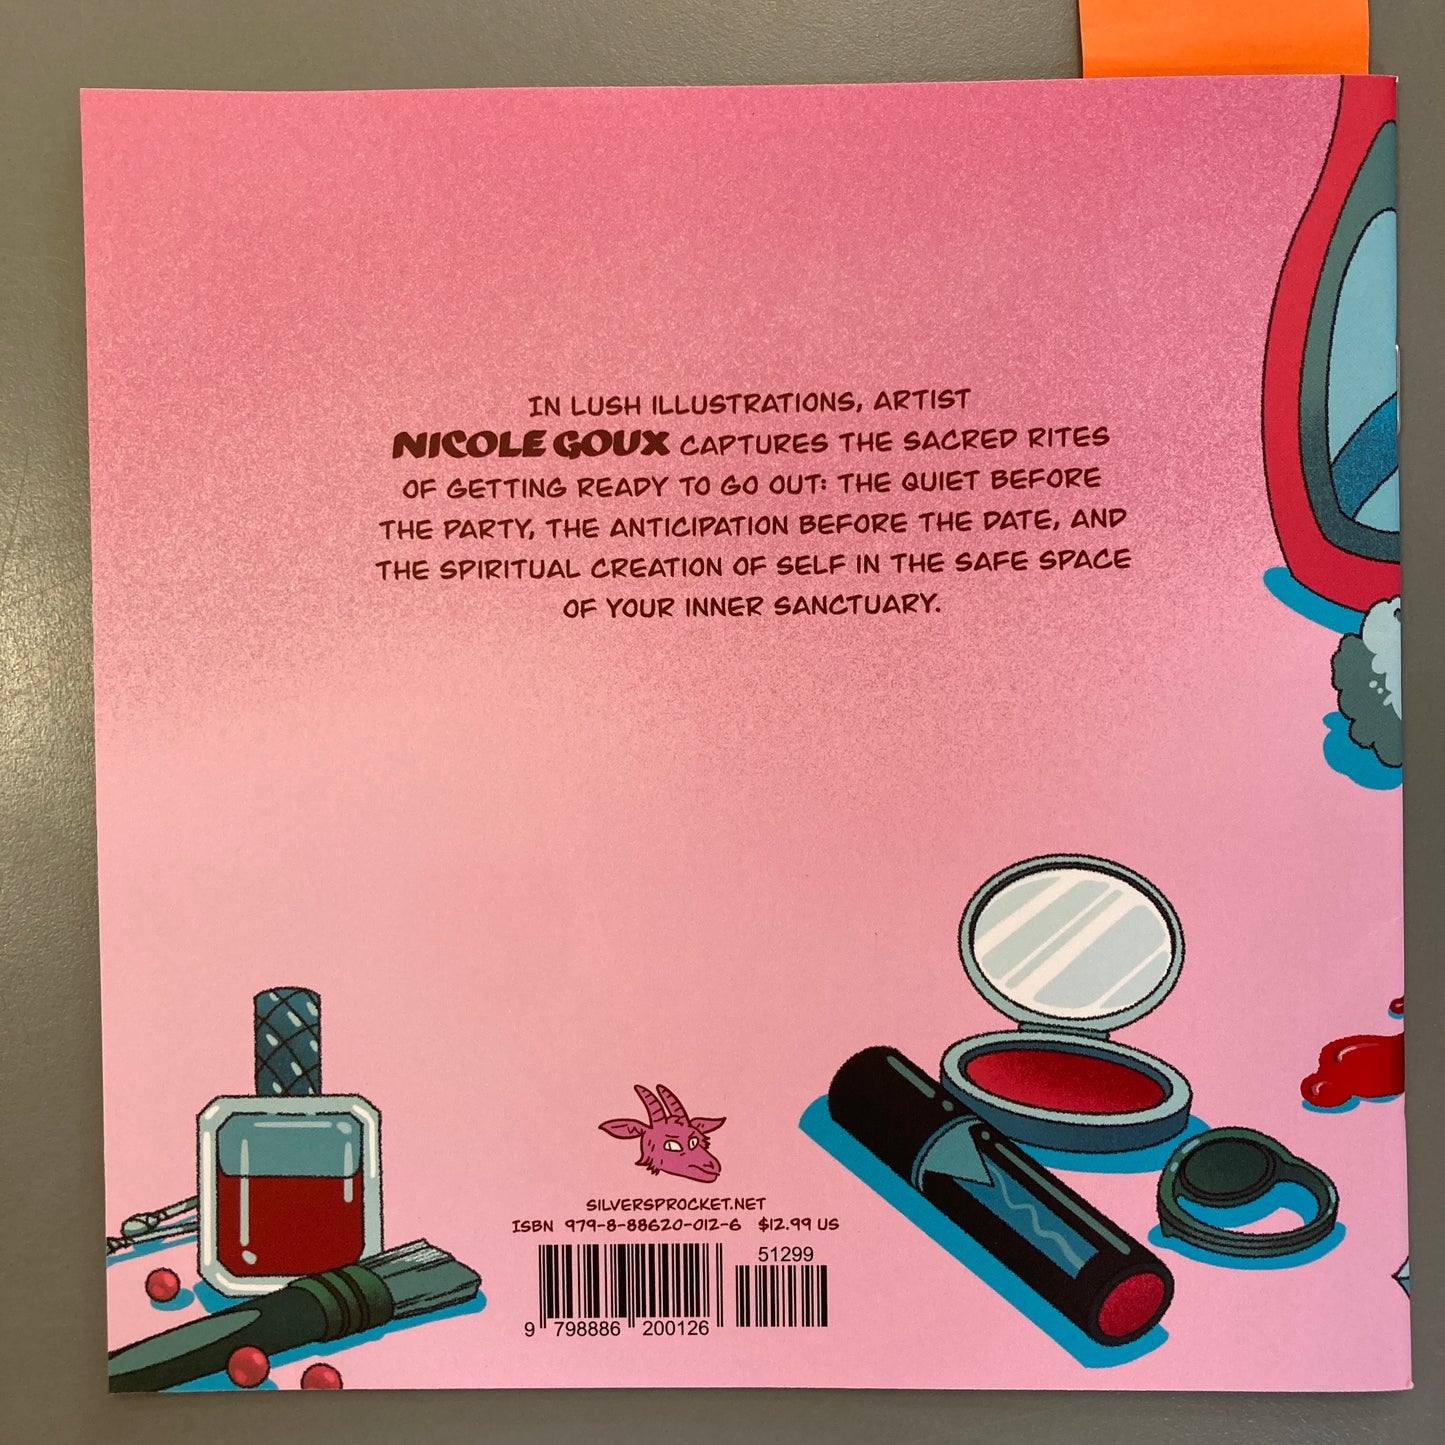 IN LUSH ILLUSTRATIONS, ARTIST
NICOLE GOUX CAPTURES THE SACRED RITES
OF GETTING READY TO GO OUT: THE QUIET BEFORE
THE PARTY, THE ANTICIPATION BEFORE THE DATE, AND
THE SPIRITUAL CREATION OF SELF IN THE SAFE SPACE
OF YOUR INNER SANCTUARY.
SILVERSPROCKET.NET
ISBN 979-8-88620-012-6 $12.99 US
51299
9 798886 200126